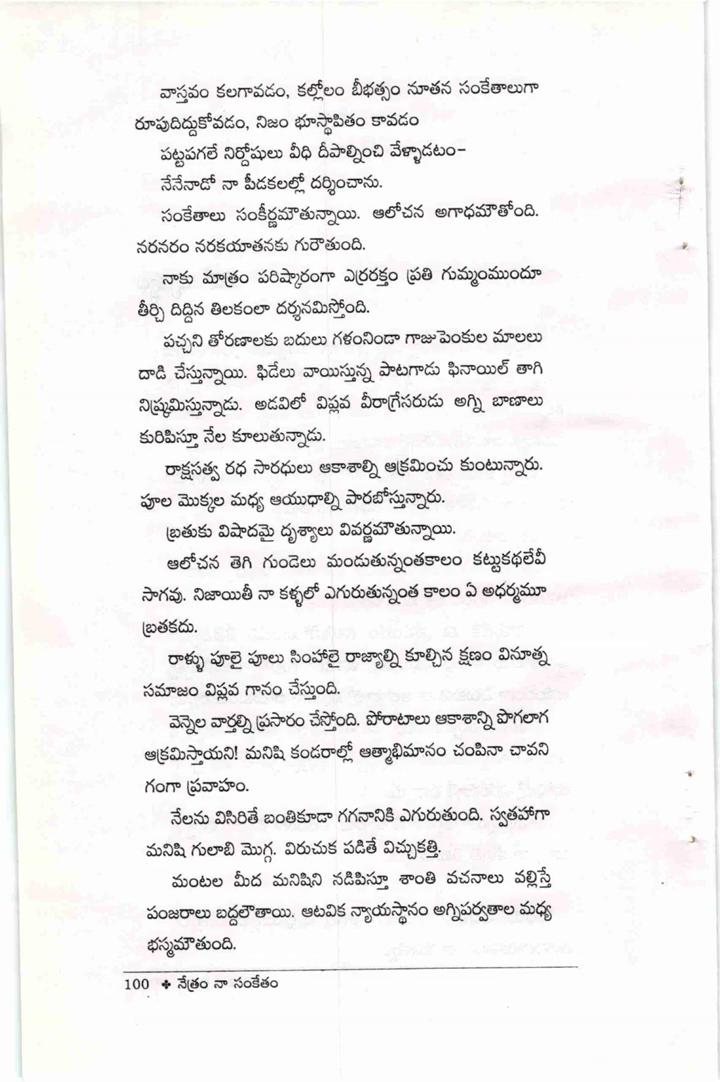 వాస్తవం కలగావడం, కల్లోలం బీభత్సం నూతన సంకేతాలుగా
రూపుదిద్దుకోవడం, నిజం భూస్థాపితం కావడం
పట్టపగలే నిర్దోషులు వీధి దీపాల్నించి వేళ్ళాడటం–
నేనేనాడో నా పీడకలల్లో దర్శించాను.
సంకేతాలు సంకీర్ణమౌతున్నాయి. ఆలోచన అగాధమౌతోంది.
నరనరం నరకయాతనకు గురౌతుంది.
నాకు మాత్రం పరిష్కారంగా ఎర్రరక్తం ప్రతి గుమ్మంముందూ
తీర్చి దిద్దిన తిలకంలా దర్శనమిస్తోంది.
పచ్చని తోరణాలకు బదులు గళంనిండా గాజుపెంకుల మాలలు
దాడి చేస్తున్నాయి. ఫిడేలు వాయిస్తున్న పాటగాడు ఫినాయిల్ తాగి
నిష్క్రమిస్తున్నాడు. అడవిలో విప్లవ వీరాగ్రేసరుడు అగ్ని బాణాలు
కురిపిస్తూ నేల కూలుతున్నాడు.
రాక్షసత్వ రధ సారధులు ఆకాశాల్ని ఆక్రమించు కుంటున్నారు.
పూల మొక్కల మధ్య ఆయుధాల్ని పారబోస్తున్నారు.
బ్రతుకు విషాదమై దృశ్యాలు వివర్ణమౌతున్నాయి.
ఆలోచన తెగి గుండెలు మండుతున్నంతకాలం కట్టుకథలేవీ
సాగవు. నిజాయితీ నా కళ్ళలో ఎగురుతున్నంత కాలం ఏ అధర్మమూ
బ్రతకదు.
రాళ్ళు పూలై పూలు సింహాలై రాజ్యాల్ని కూల్చిన క్షణం వినూత్న
సమాజం విప్లవ గానం చేస్తుంది.
వెన్నెల వార్తల్ని ప్రసారం చేస్తోంది. పోరాటాలు ఆకాశాన్ని పొగలాగ
ఆక్రమిస్తాయని! మనిషి కండరాల్లో ఆత్మాభిమానం చంపినా చావని
గంగా ప్రవాహం.
నేలను విసిరితే బంతికూడా గగనానికి ఎగురుతుంది. స్వతహాగా
మనిషి గులాబి మొగ్గ. విరుచుక పడితే విచ్చుకత్తి.
మంటల మీద మనిషిని నడిపిస్తూ శాంతి వచనాలు వల్లిస్తే
పంజరాలు బద్దలౌతాయి. ఆటవిక న్యాయస్థానం అగ్నిపర్వతాల మధ్య
భస్మమౌతుంది.
100 ✤ నేత్రం నా సంకేతం